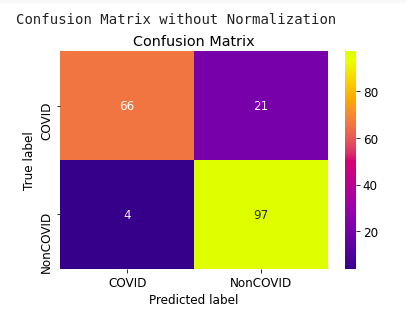 Confusion Matrix without Normalization
Confusion Matrix
COVID
66
21
NonCOVID
4
97
True label
80
60
40
20
COVID
NonCOVID
Predicted label